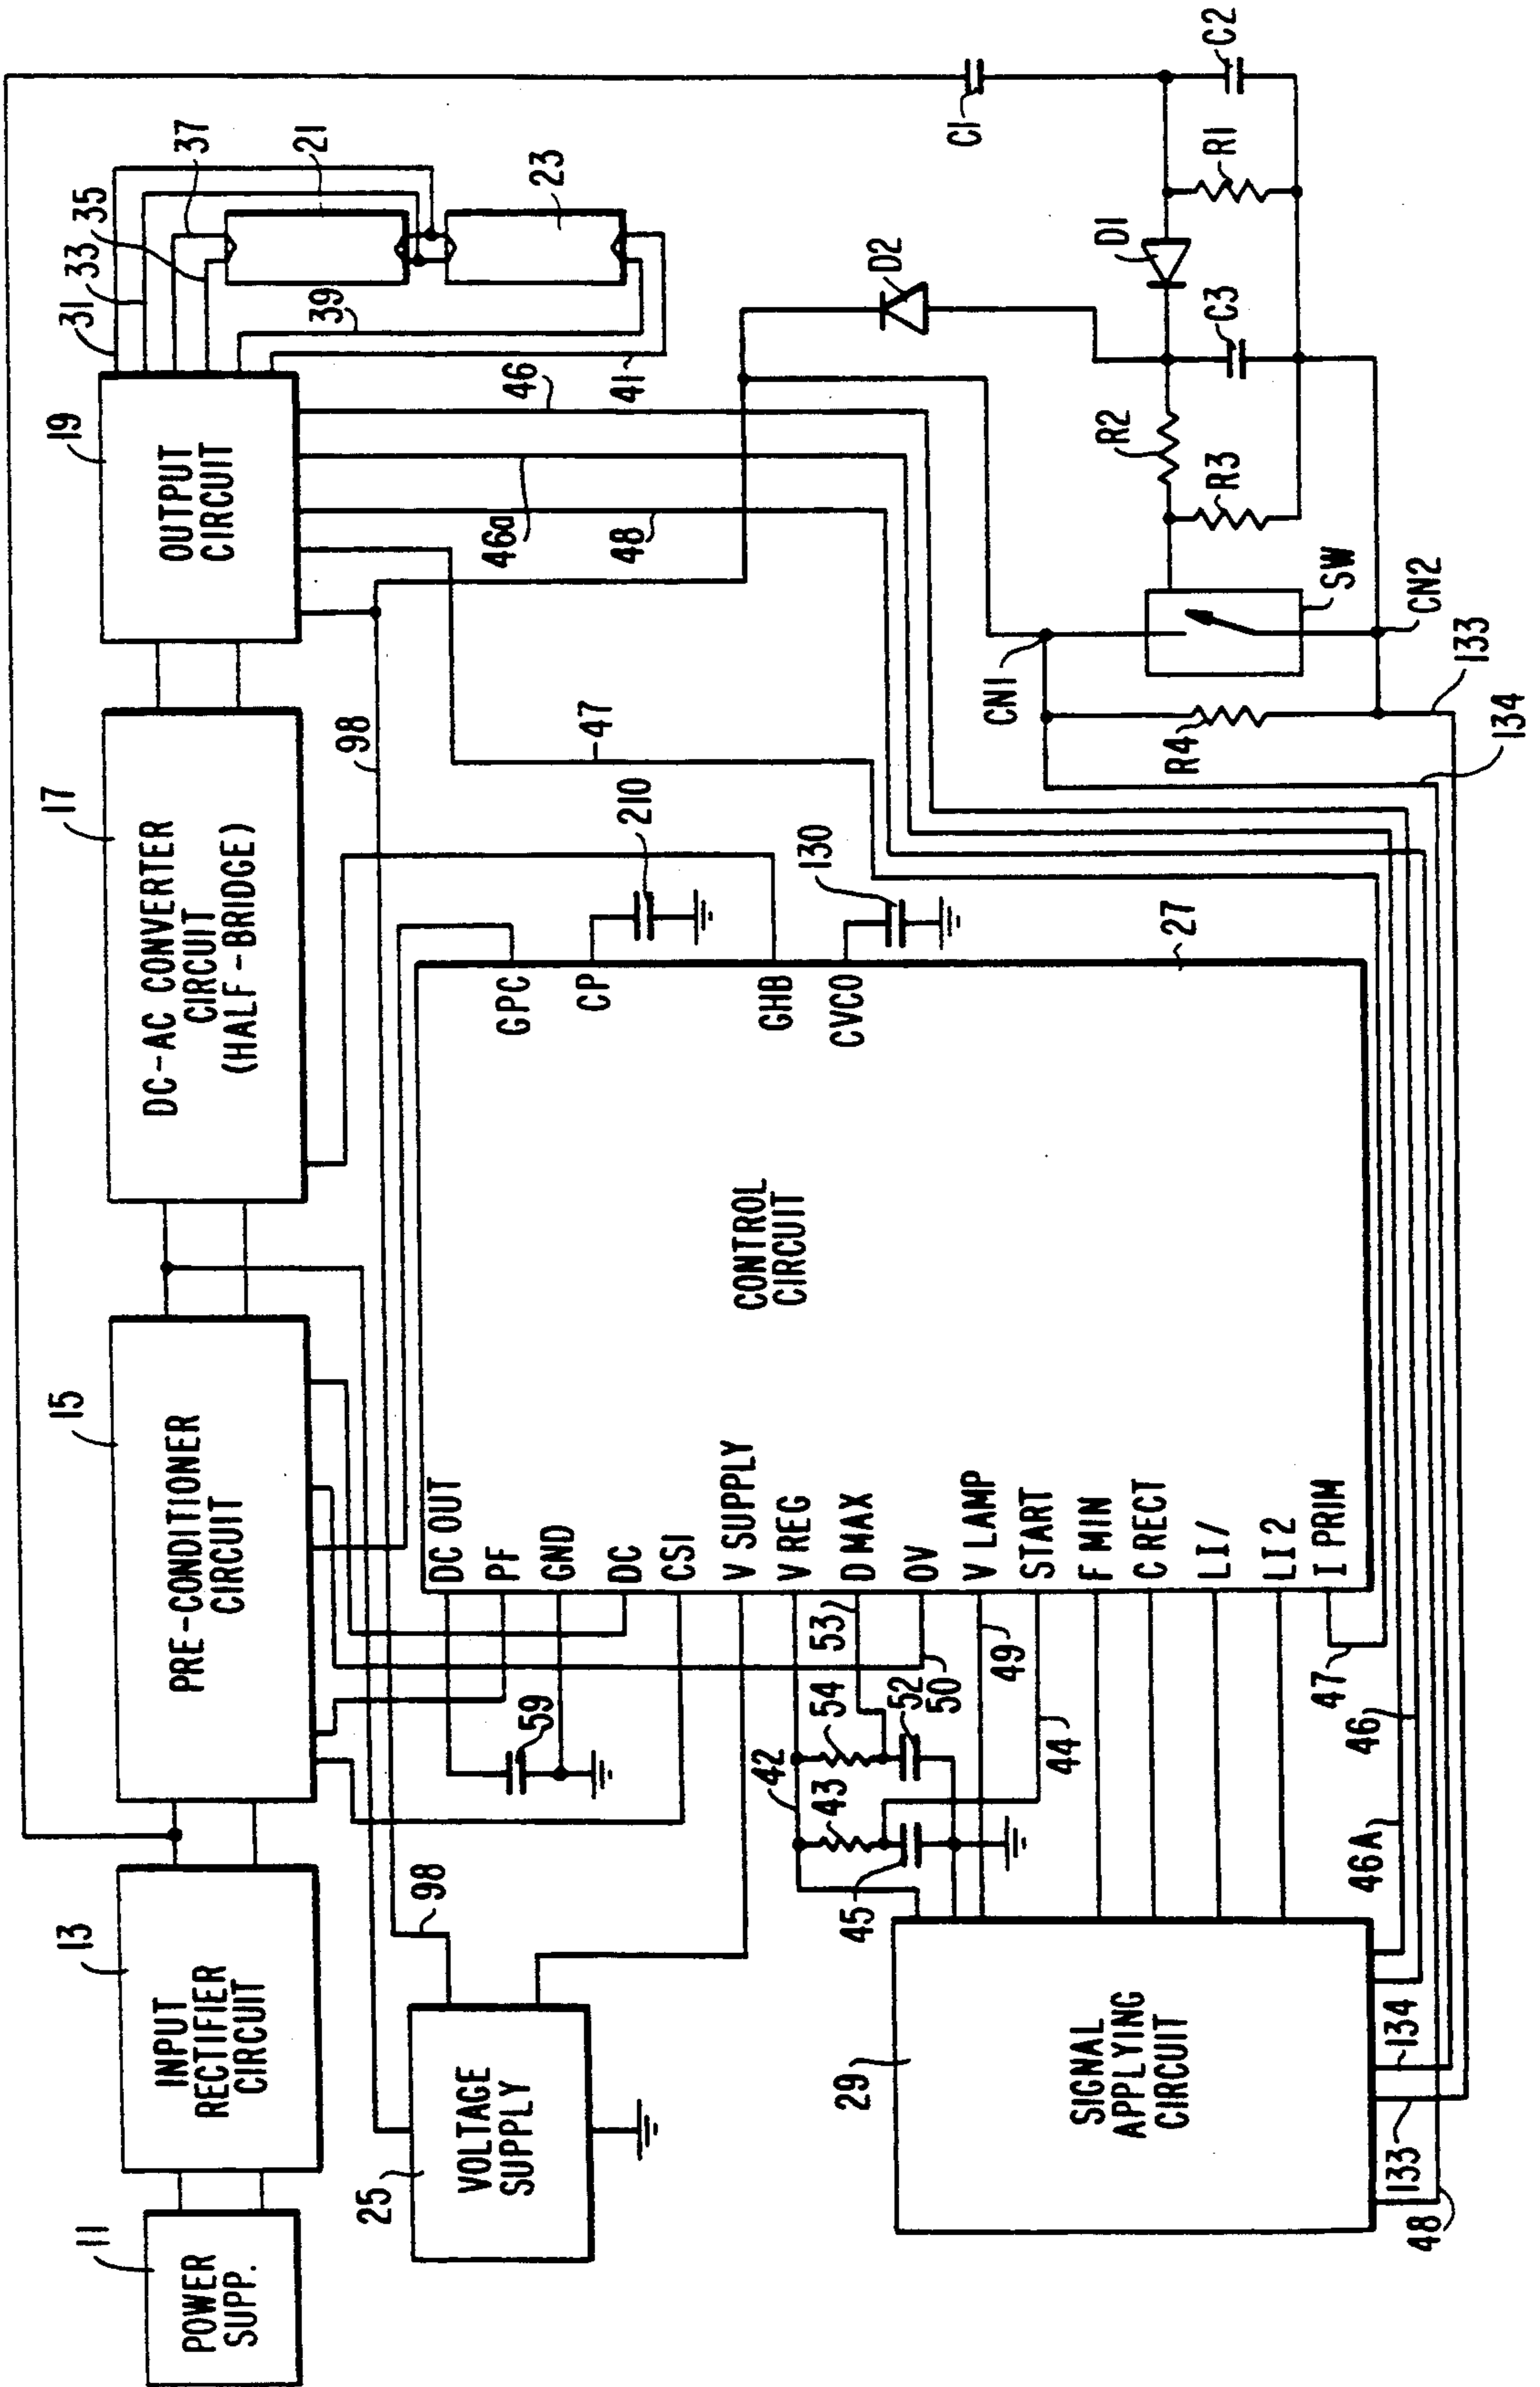 11
POWER
SUPP.
13
INPUT
RECTIFIER
CIRCUIT
15
PRE-CONDITIONER
CIRCUIT
17
DC-AC CONVERTER
CIRCUIT
(HALF-BRIDGE)
19
OUTPUT
CIRCUIT
31
33
35
37
21
23
39
41
46
46a
48
98
47
25
VOLTAGE
SUPPLY
98
59
DC OUT
PF
GND
DC
CSI
V SUPPLY
V REG
D MAX
OV
V LAMP
START
F MIN
C RECT
LI/
LI 2
I PRIM
CONTROL
CIRCUIT
GPC
CP
GHB
CVCO
27
210
130
42
43
54
53
45
52
50
49
44
47
46
46A
29
SIGNAL
APPLYING
CIRCUIT
134
133
48
D2
C1
C2
R1
D1
C3
R2
R3
SW
CN1
CN2
R4
133
134